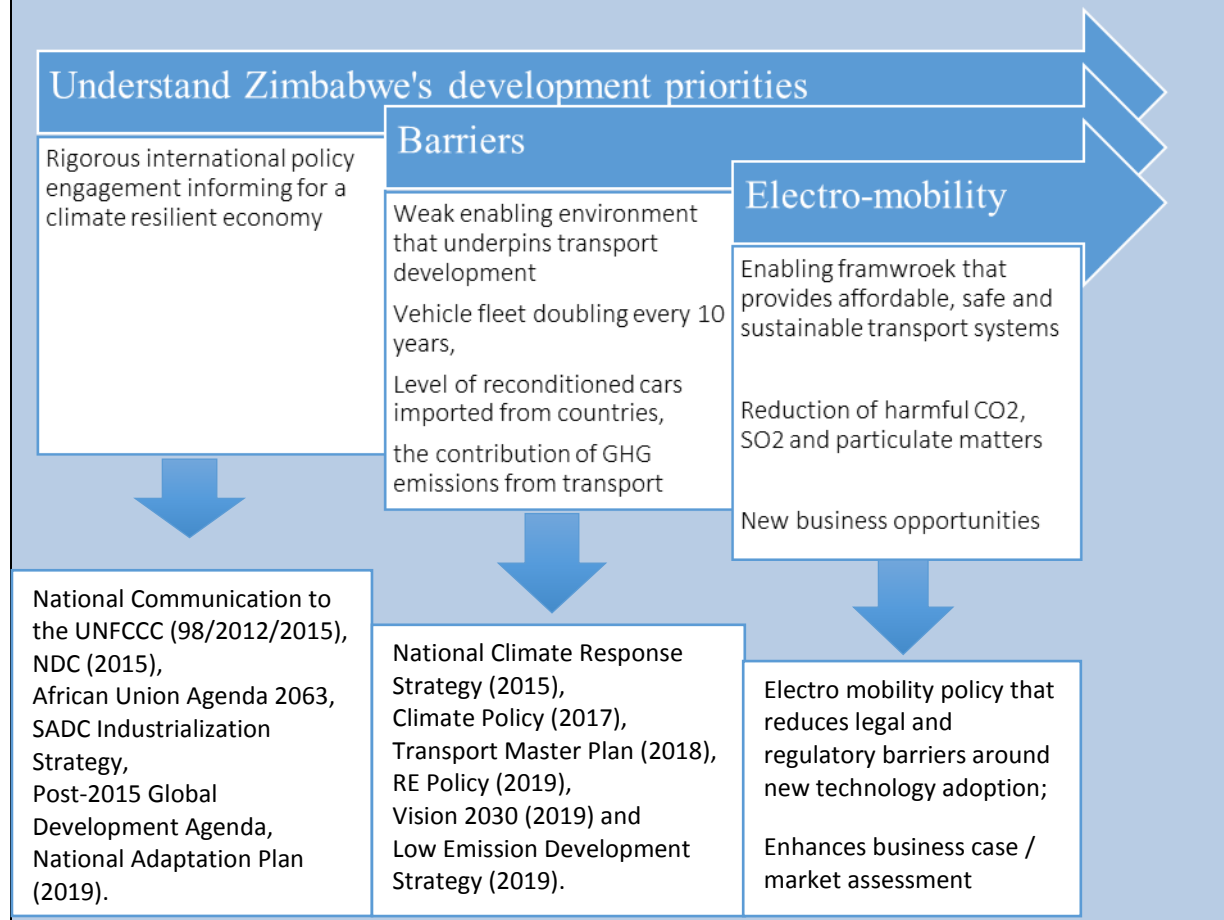 Understand Zimbabwe's development priorities
Rigorous international policy
engagement informing for a
climate resilient economy
Barriers
Weak enabling environment
that underpins transport
development
Vehicle fleet doubling every 10
years,
Level of reconditioned cars
imported from countries,
the contribution of GHG
emissions from transport
Electro-mobility
Enabling framwroek that
provides affordable, safe and
sustainable transport systems
Reduction of harmful CO2,
SO2 and particulate matters
New business opportunities
National Communication to
the UNFCCC (98/2012/2015),
NDC (2015),
African Union Agenda 2063,
SADC Industrialization
Strategy,
Post-2015 Global
Development Agenda,
National Adaptation Plan
(2019).
National Climate Response
Strategy (2015),
Climate Policy (2017),
Transport Master Plan (2018),
RE Policy (2019),
Vision 2030 (2019) and
Low Emission Development
Strategy (2019).
Electro mobility policy that
reduces legal and
regulatory barriers around
new technology adoption;
Enhances business case /
market assessment